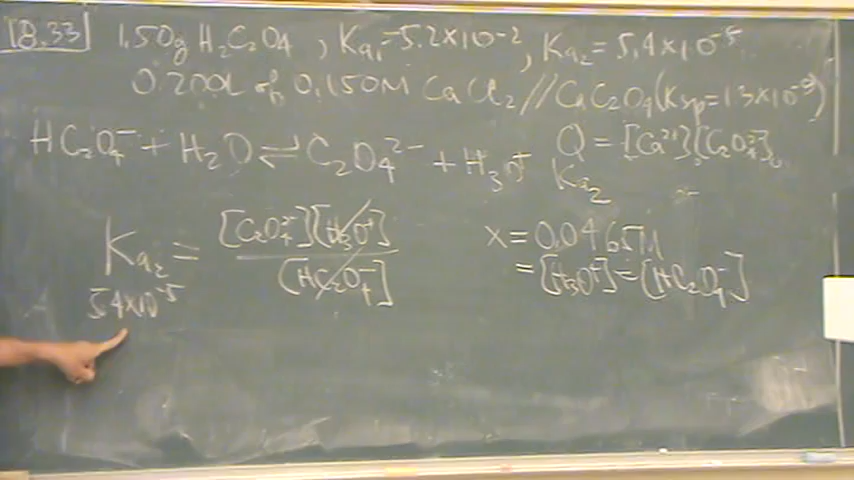 18.33 1.50g H₂C₂O₄, Ka₁=5.2×10⁻², Ka₂=5.4×10⁻⁵
0.200L of 0.150M CaCl₂//CaC₂O₄(Ksp=1.3×10⁻⁸)
HC₂O₄⁻ + H₂O ⇌ C₂O₄²⁻ + H₃O⁺
Q = [Ca²⁺]₀[C₂O₄²⁻]₀
Ka₂
Ka₂ = [C₂O₄²⁻][H₃O⁺] / [HC₂O₄⁻]
5.4×10⁻⁵
x = 0.04657M
= [H₃O⁺] = [HC₂O₄⁻]